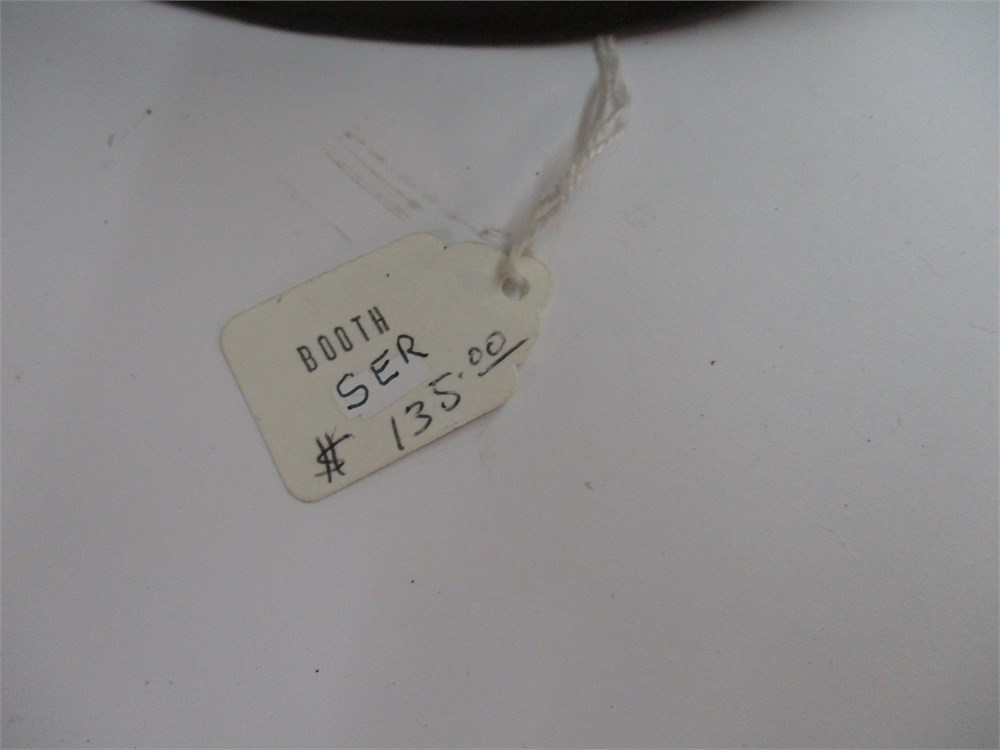 BOOTH
SER
$ 135.00